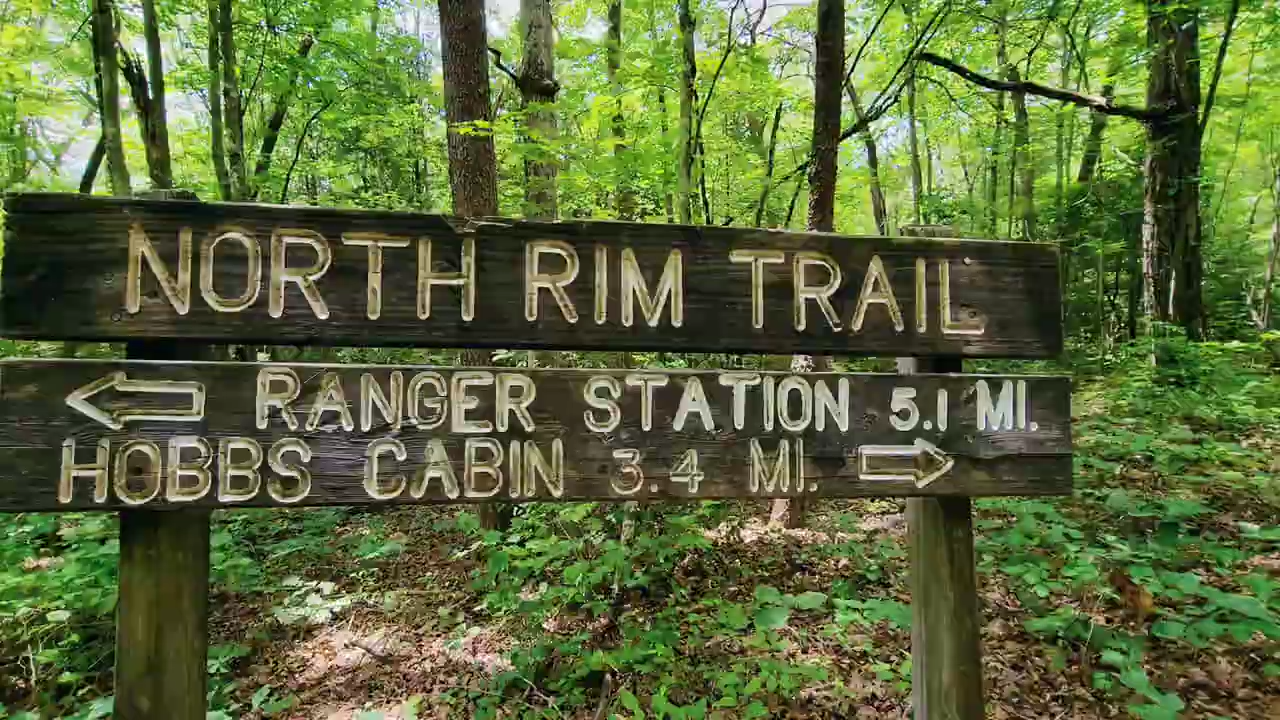 NORTH RIM TRAIL
RANGER STATION 5.1 MI.
HOBBS CABIN 3.4 MI.